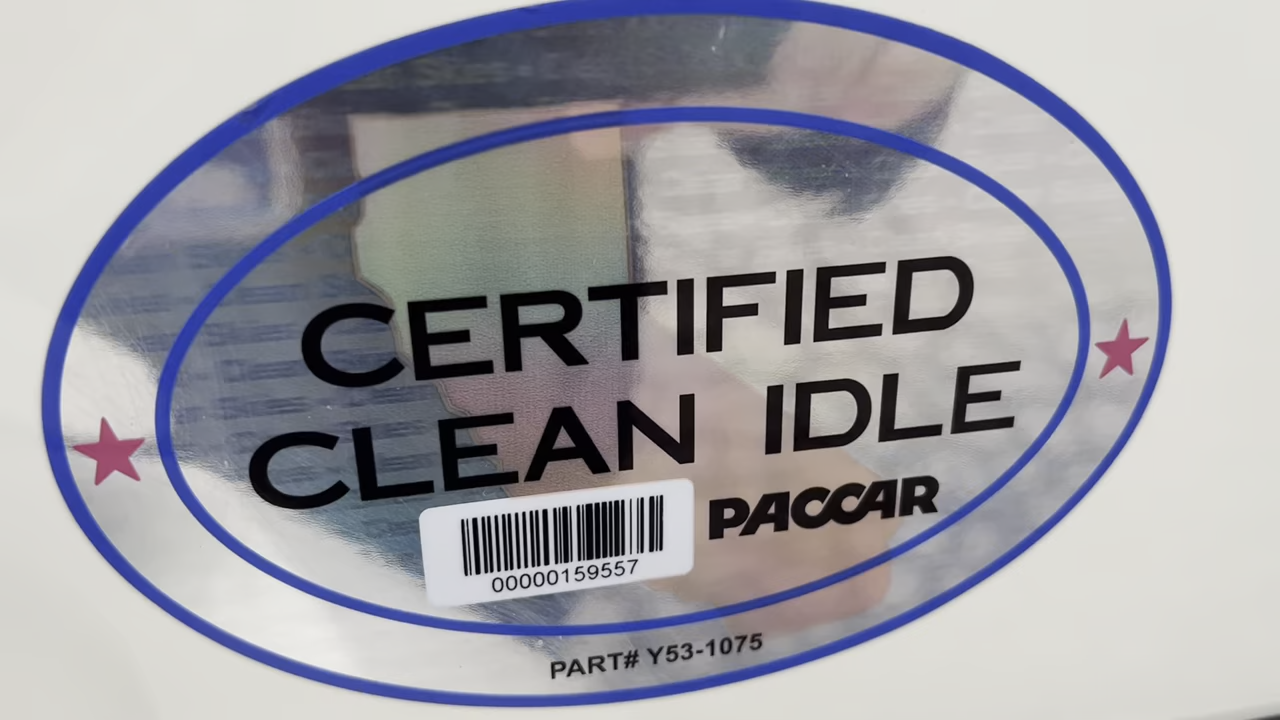 CERTIFIED
CLEAN IDLE
PACCAR
00000159557
PART# Y53-1075